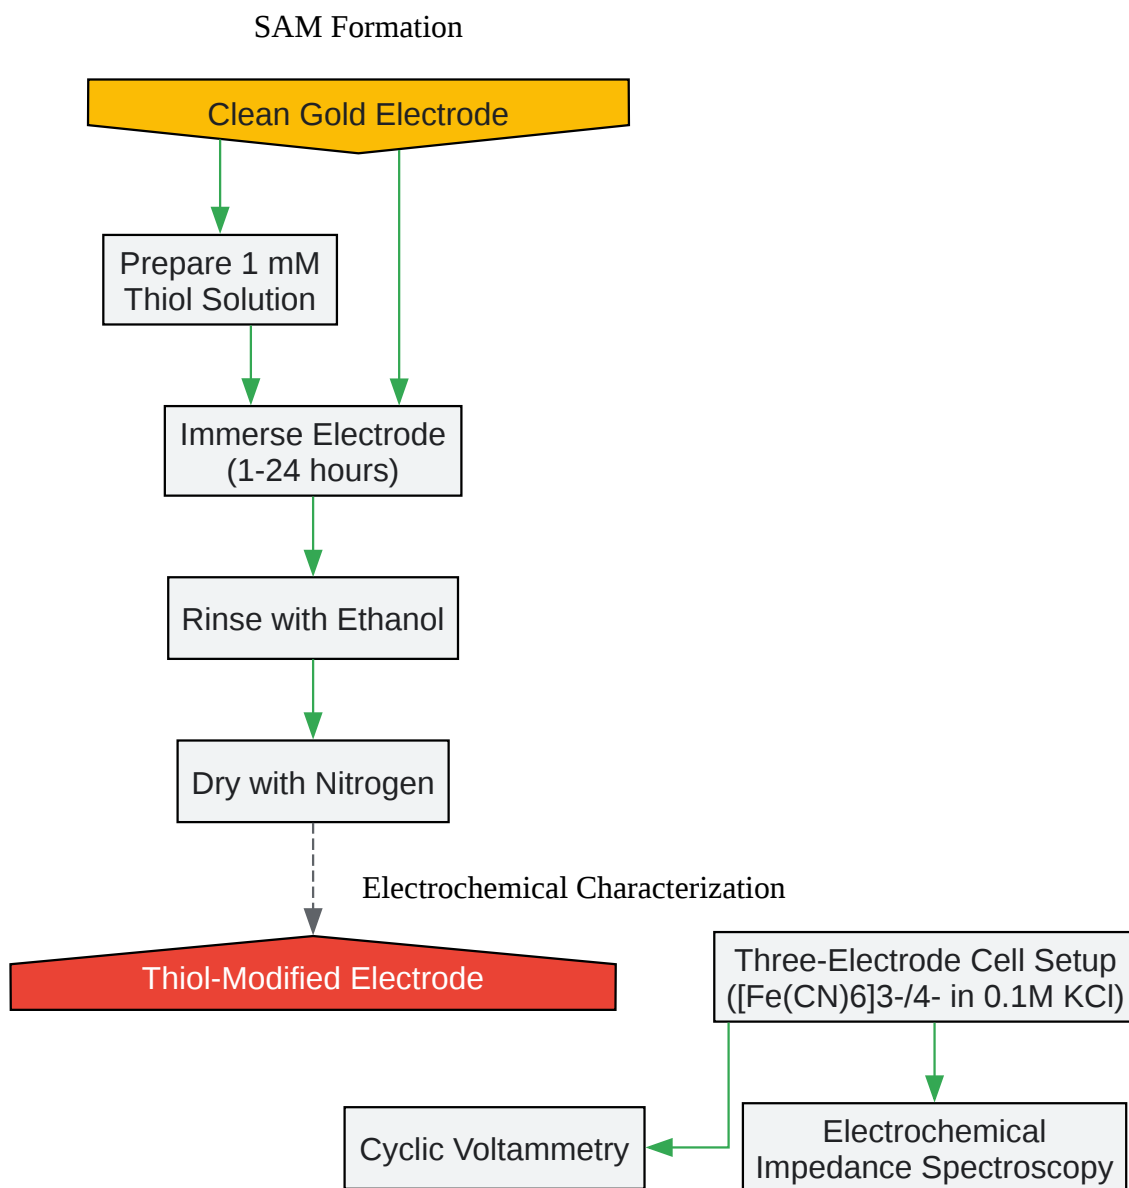 SAM Formation
Clean Gold Electrode
Prepare 1 mM
Thiol Solution
Immerse Electrode
(1-24 hours)
Rinse with Ethanol
Dry with Nitrogen
Electrochemical Characterization
Thiol-Modified Electrode
Three-Electrode Cell Setup
([Fe(CN)6]3-/4- in 0.1M KCl)
Cyclic Voltammetry
Electrochemical
Impedance Spectroscopy